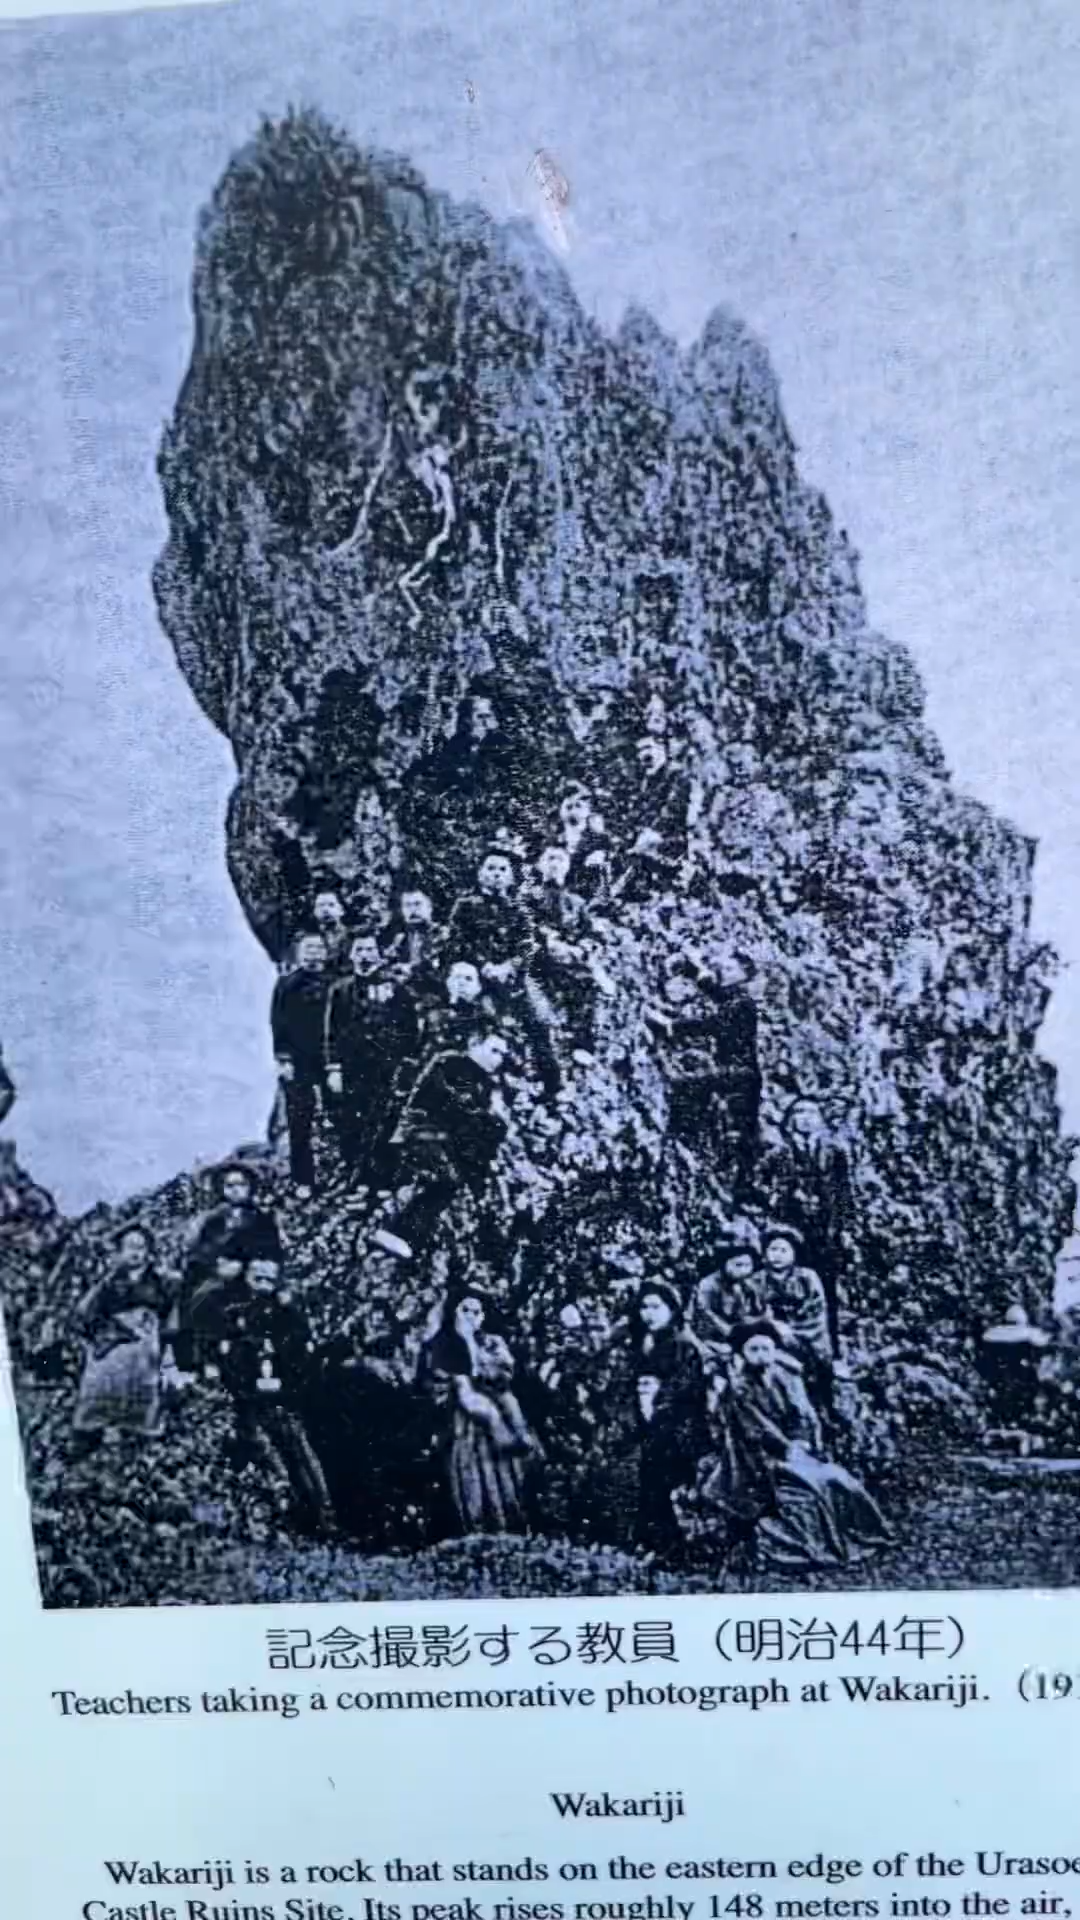 記念撮影する教員（明治44年）
Teachers taking a commemorative photograph at Wakariji. (19
Wakariji
Wakariji is a rock that stands on the eastern edge of the Urasoe
Castle Ruins Site. Its peak rises roughly 148 meters into the air,